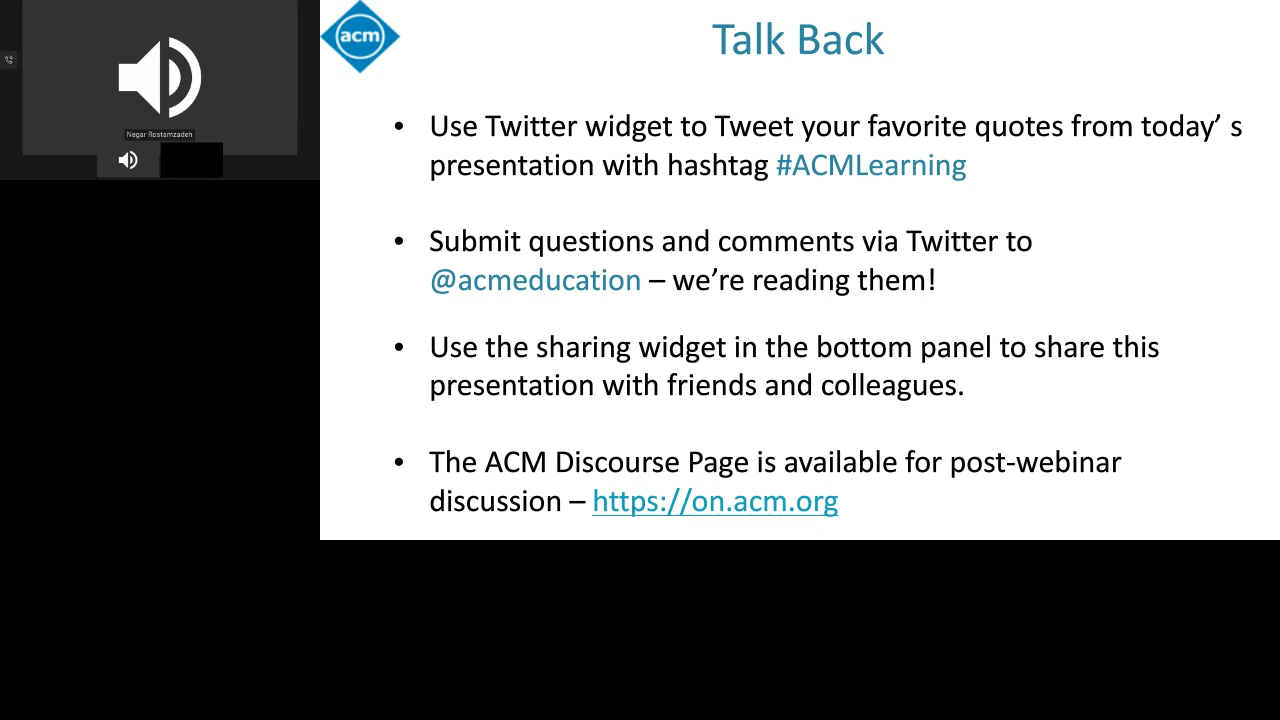 Negar Rostamzadeh
acm
Talk Back
• Use Twitter widget to Tweet your favorite quotes from today’ s
presentation with hashtag #ACMLearning
• Submit questions and comments via Twitter to
@acmeducation – we’re reading them!
• Use the sharing widget in the bottom panel to share this
presentation with friends and colleagues.
• The ACM Discourse Page is available for post-webinar
discussion – https://on.acm.org